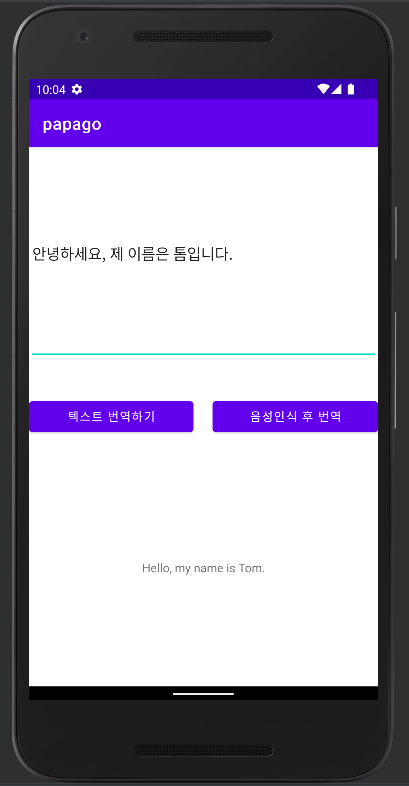 10:04
papago
안녕하세요, 제 이름은 톰입니다.
텍스트 번역하기
음성인식 후 번역
Hello, my name is Tom.